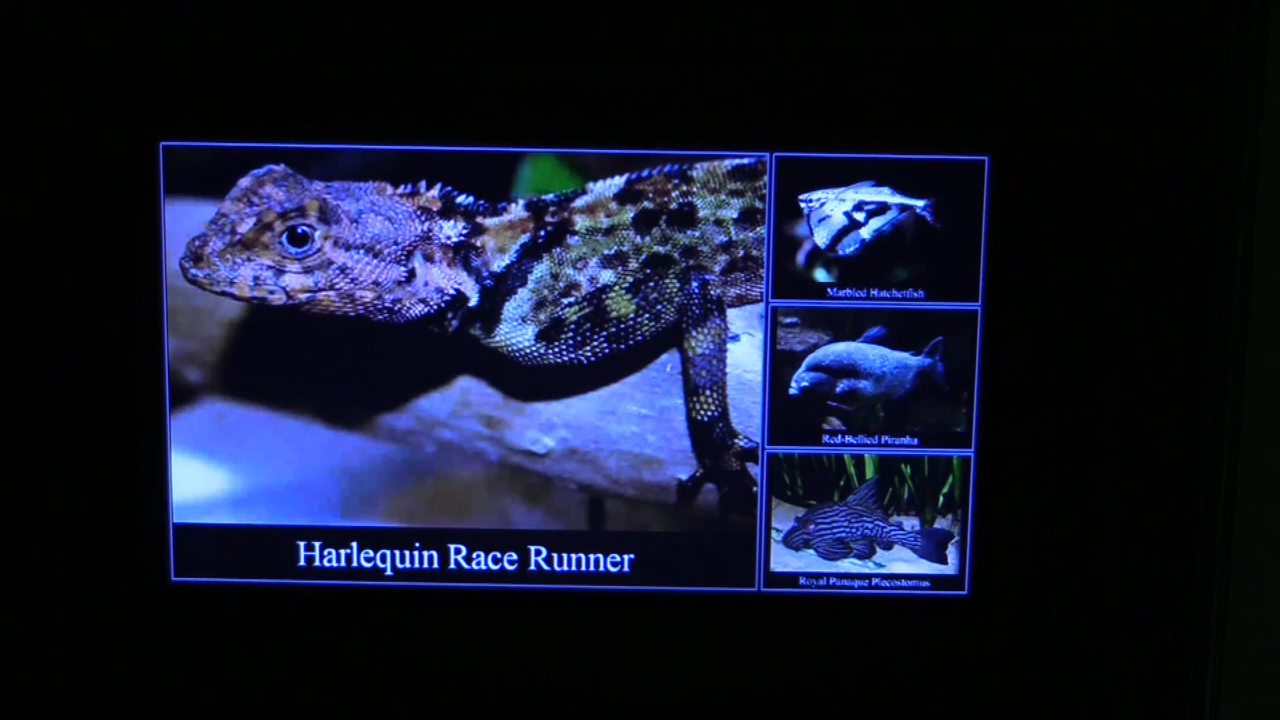 Harlequin Race Runner
Marbled Hatchetfish
Red-Bellied Piranha
Royal Panaque Plecostomus